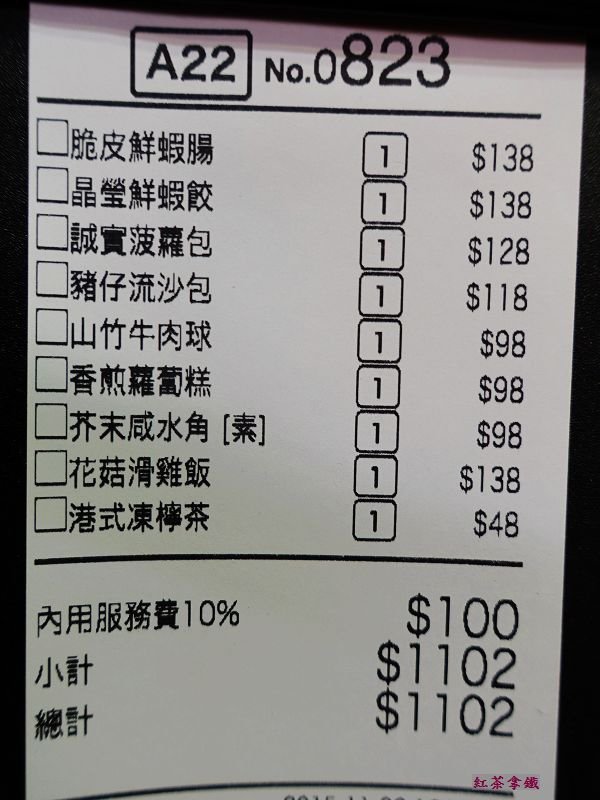 A22 No.0823
脆皮鮮蝦腸 1 $138
晶瑩鮮蝦餃 1 $138
誠實菠蘿包 1 $128
豬仔流沙包 1 $118
山竹牛肉球 1 $98
香煎蘿蔔糕 1 $98
芥末咸水角 [素] 1 $98
花菇滑雞飯 1 $138
港式凍檸茶 1 $48
內用服務費10% $100
小計 $1102
總計 $1102
紅茶拿鐵